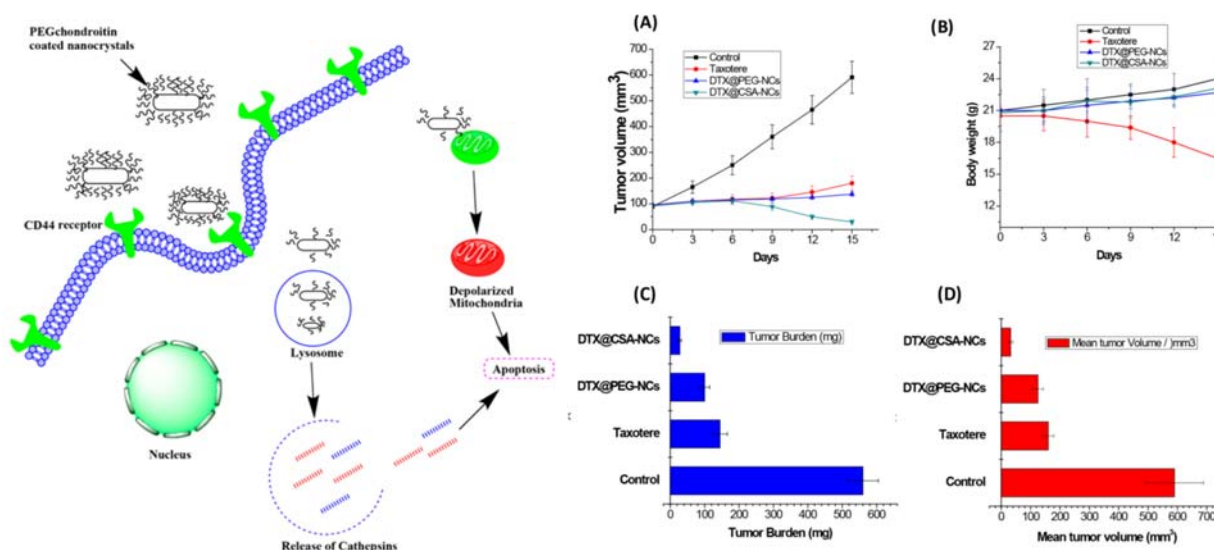 PEGchondroitin
coated nanocrystals
CD44 receptor
Nucleus
Lysosome
Release of Cathepsins
Depolarized
Mitochondria
Apoptosis
(A)
Control
Taxotere
DTX@PEG-NCs
DTX@CSA-NCs
Tumor volume (mm³)
700
600
500
400
300
200
100
0
0 3 6 9 12 15
Days
(B)
Control
Taxotere
DTX@PEG-NCs
DTX@CSA-NCs
Body weight (g)
27
24
21
18
15
12
0 3 6 9 12
Days
(C)
Tumor Burden (mg)
DTX@CSA-NCs
DTX@PEG-NCs
Taxotere
Control
0 100 200 300 400 500 600
Tumor Burden (mg)
(D)
Mean tumor Volume / )mm3
DTX@CSA-NCs
DTX@PEG-NCs
Taxotere
Control
0 100 200 300 400 500 600 700
Mean tumor volume (mm³)